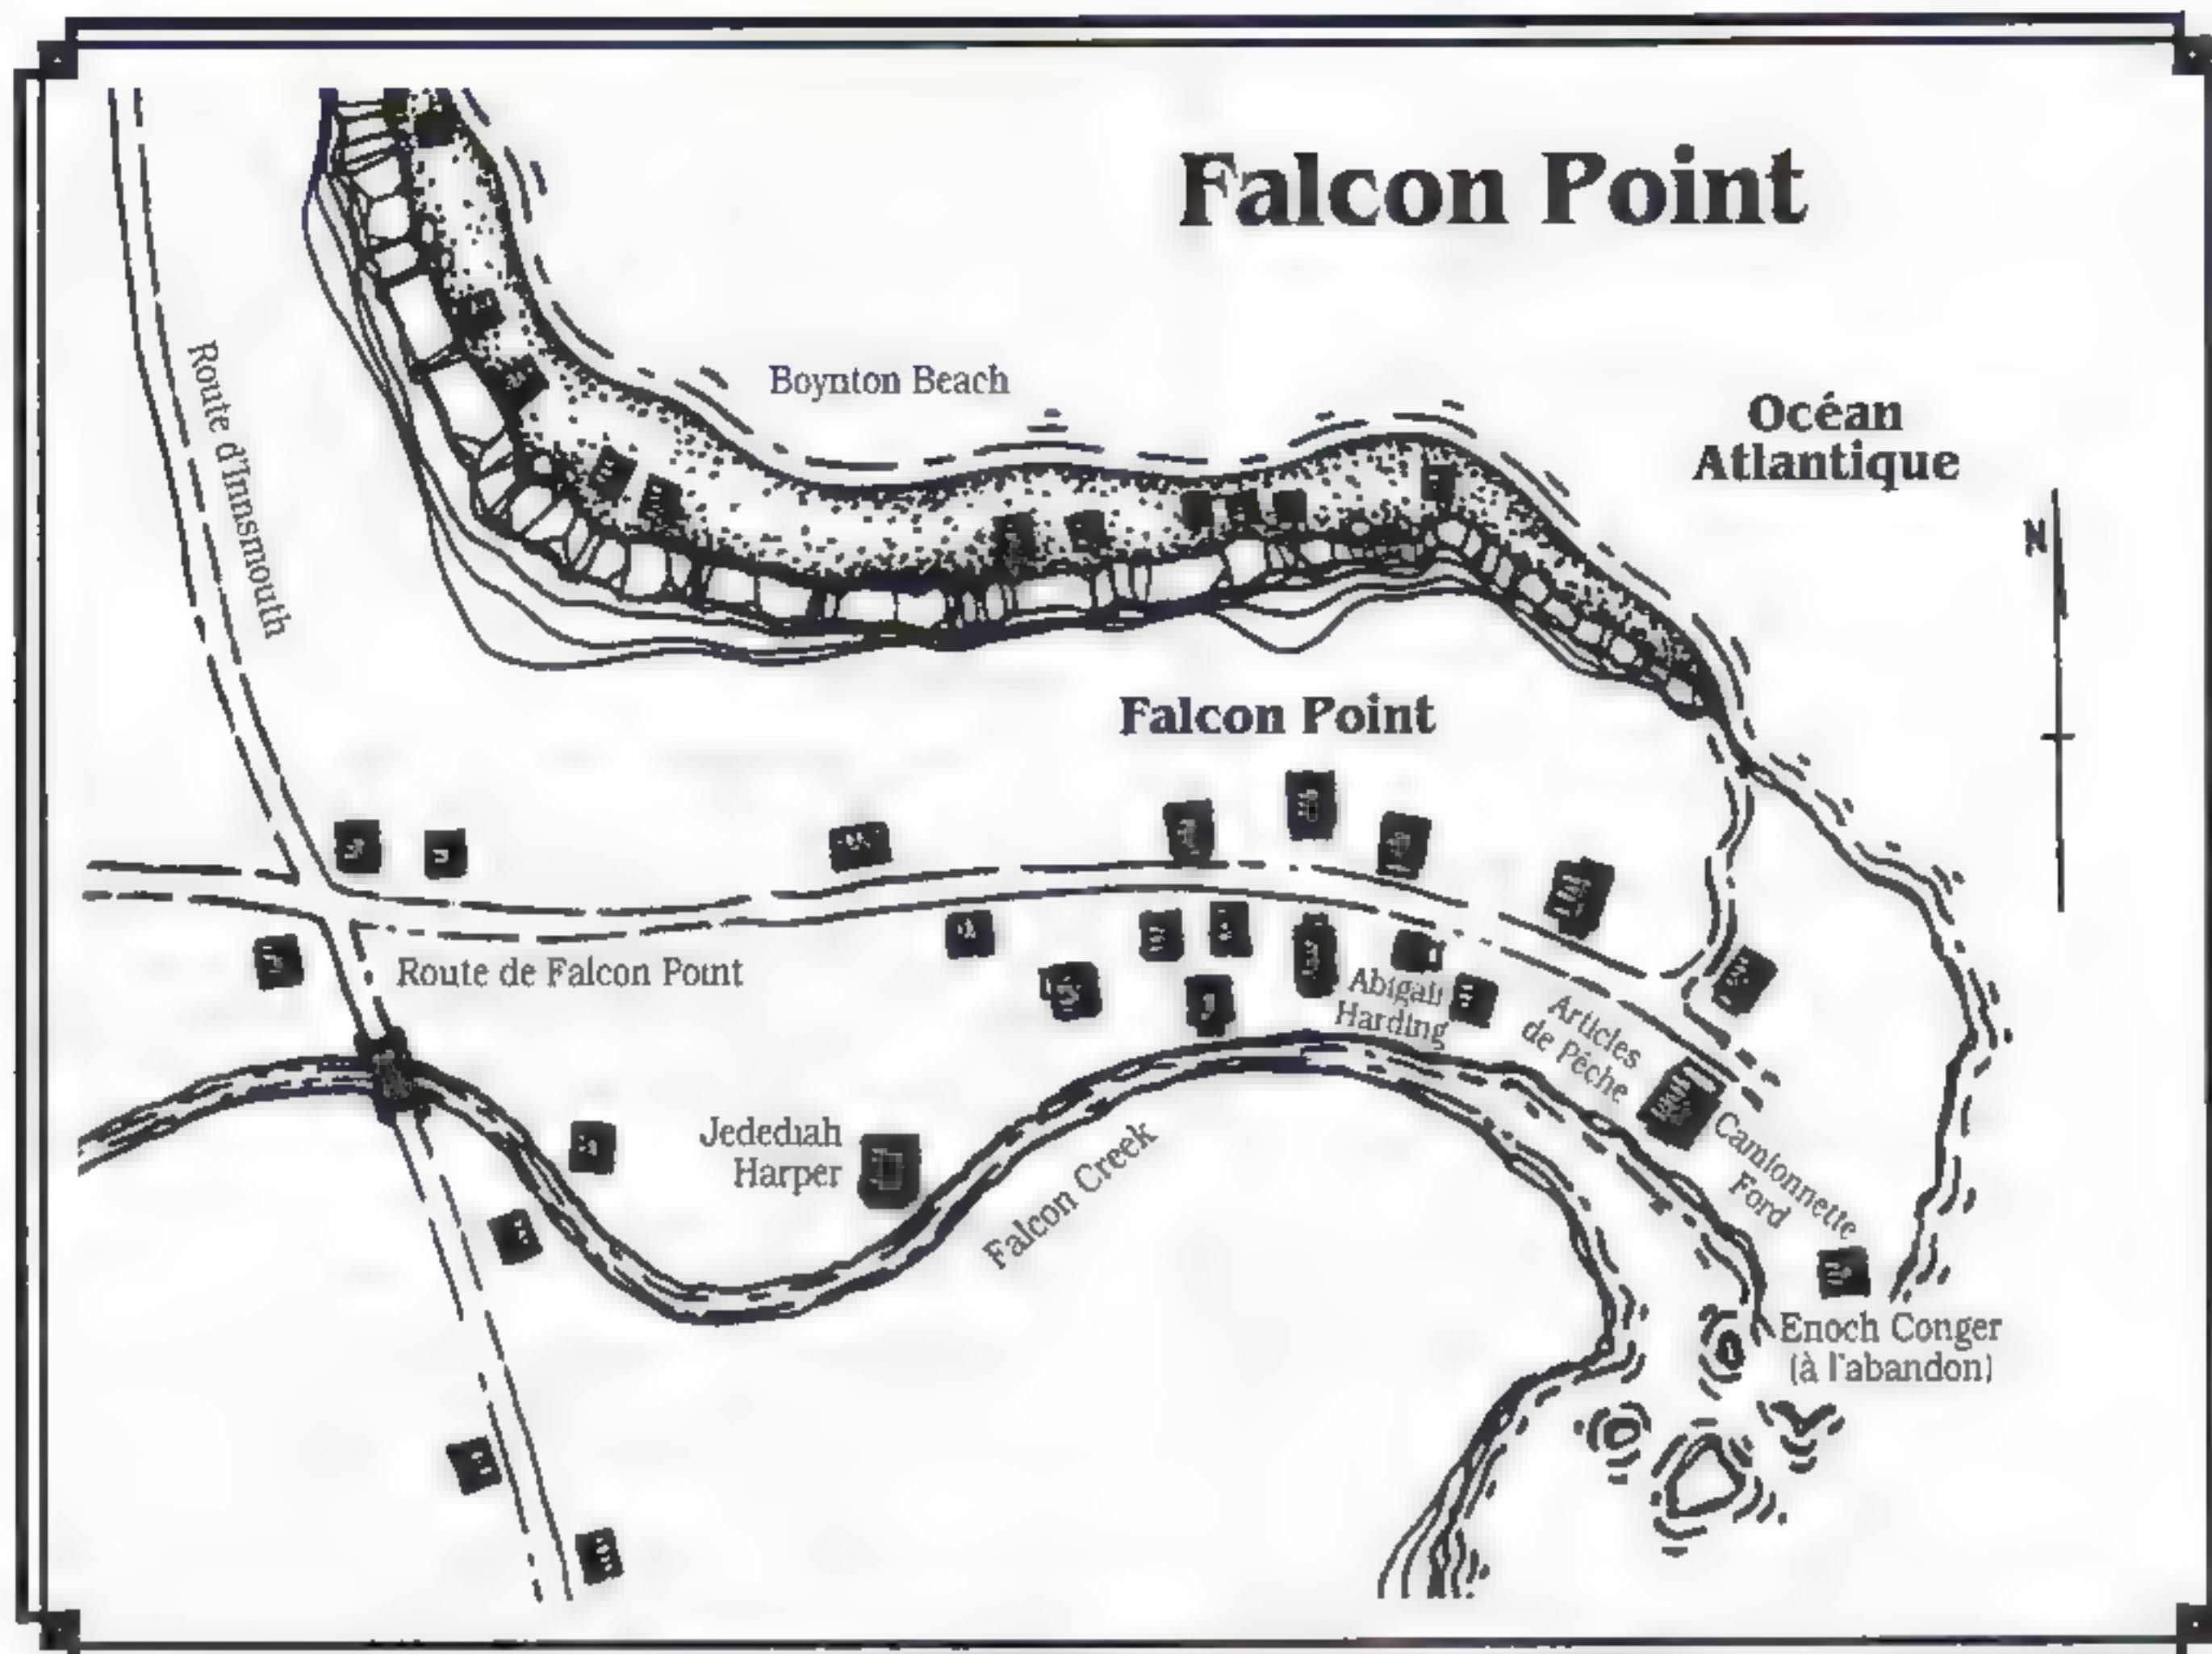 Falcon Point
Océan
Atlantique
Boynton Beach
N
Route d'Innsmouth
Falcon Point
Route de Falcon Point
Abigail
Harding
Articles
de Pêche
Camionnette
Ford
Jedediah
Harper
Falcon Creek
Enoch Conger
(à l'abandon)